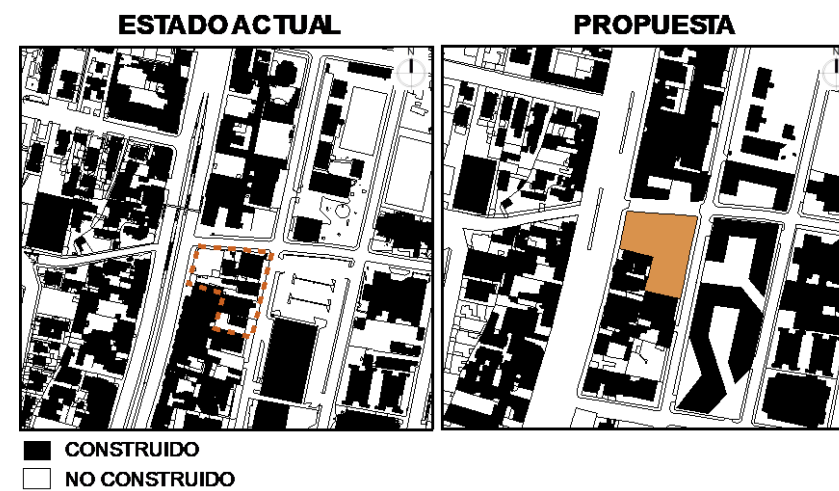 ESTADO ACTUAL
PROPUESTA
N
N
CONSTRUIDO
NO CONSTRUIDO